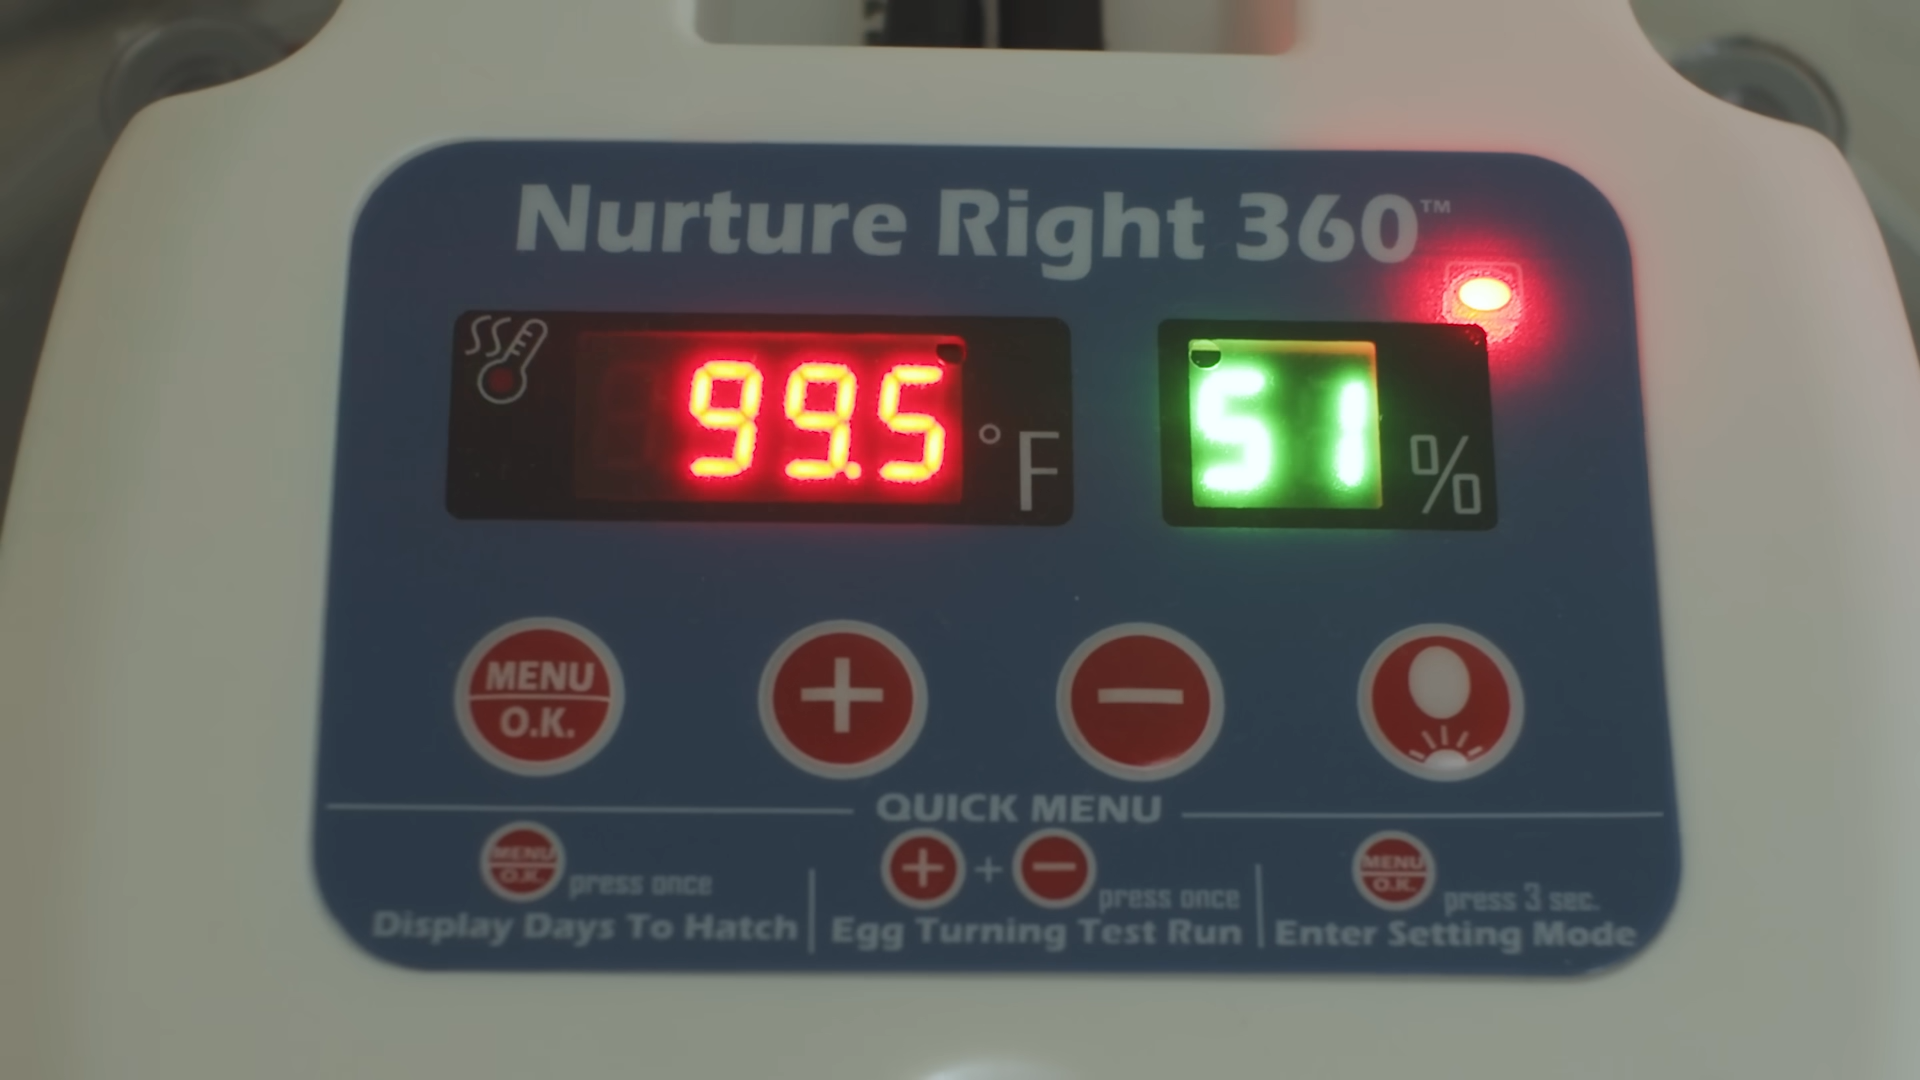 Nurture Right 360™
99.5 °F 51 %
MENU
O.K.
+ −
QUICK MENU
MENU
O.K. press once
Display Days To Hatch
+ + − press once
Egg Turning Test Run
MENU
O.K. press 3 sec.
Enter Setting Mode